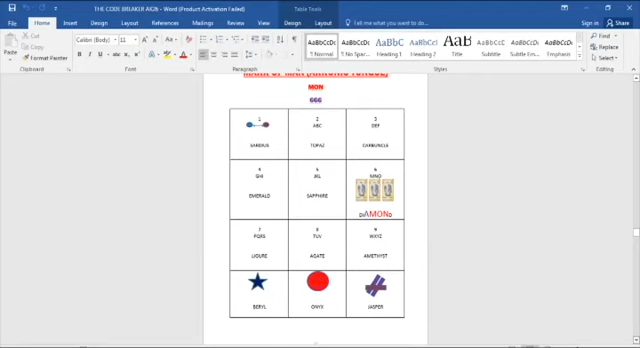 THE CODE BREAKER AI2b - Word (Product Activation Failed)
Table Tools
Sign in
Share
File
Home
Insert
Design
Layout
References
Mailings
Review
View
Design
Layout
Tell me what you want to do...
Cut
Copy
Format Painter
Paste
Clipboard
Calibri (Body)
11
Font
Paragraph
AaBbCcDc
AaBbCcDc
AaBbC
AaBbCcI
AaB
AaBbCcD
AaBbCcDc
AaBbCcDc
¶ Normal
¶ No Spac...
Heading 1
Heading 2
Title
Subtitle
Subtle Em...
Emphasis
Styles
Find
Replace
Select
Editing
MON
666
1
SARDIUS
2
ABC
TOPAZ
3
DEF
CARBUNCLE
4
GHI
EMERALD
5
JKL
SAPPHIRE
6
MNO
DiAMOND
7
PQRS
LIGURE
8
TUV
AGATE
9
WXYZ
AMETHYST
BERYL
ONYX
JASPER